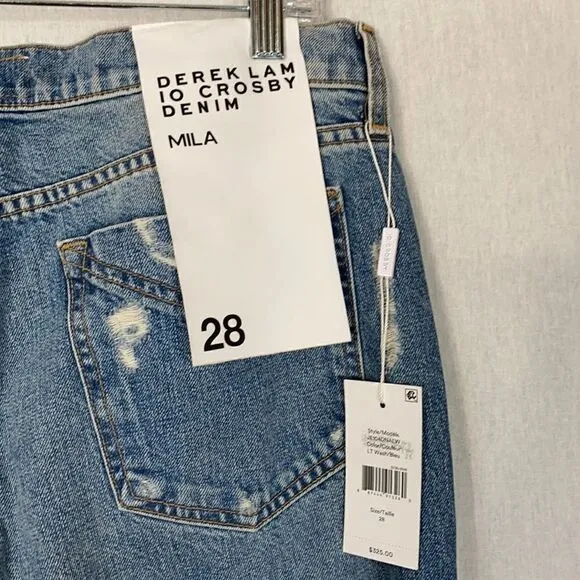 DEREK LAM
10 CROSBY
DENIM
MILA
28
Style/Modèle
Color/Couleur
LT Wash/Bleu
Size/Taille
28
$325.00